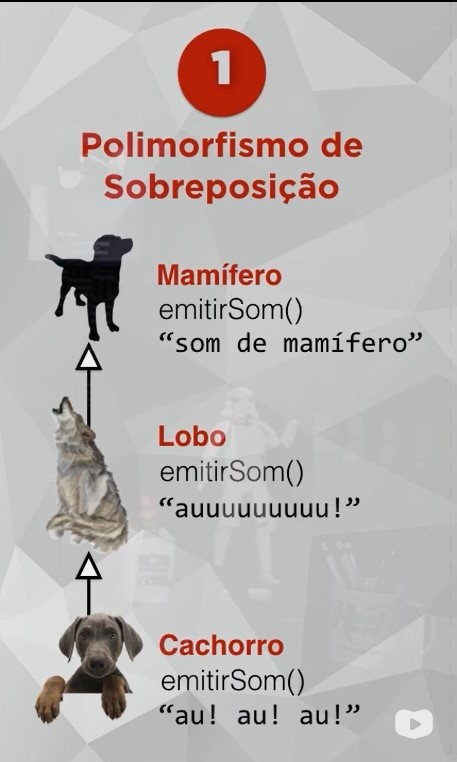 1
Polimorfismo de
Sobreposição
Mamífero
emitirSom()
“som de mamífero”
Lobo
emitirSom()
“auuuuuuuuu!”
Cachorro
emitirSom()
“au! au! au!”